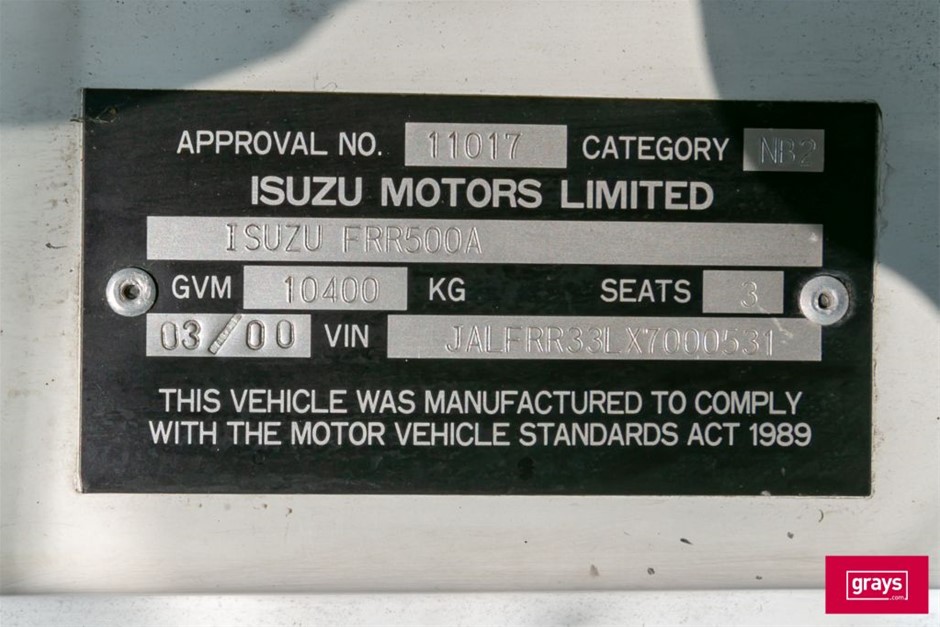 APPROVAL NO. 11017 CATEGORY NB2
ISUZU MOTORS LIMITED
ISUZU FRR500A
GVM 10400 KG SEATS 3
03/00 VIN JALFRR33LX7000531
THIS VEHICLE WAS MANUFACTURED TO COMPLY
WITH THE MOTOR VEHICLE STANDARDS ACT 1989
grays
.com